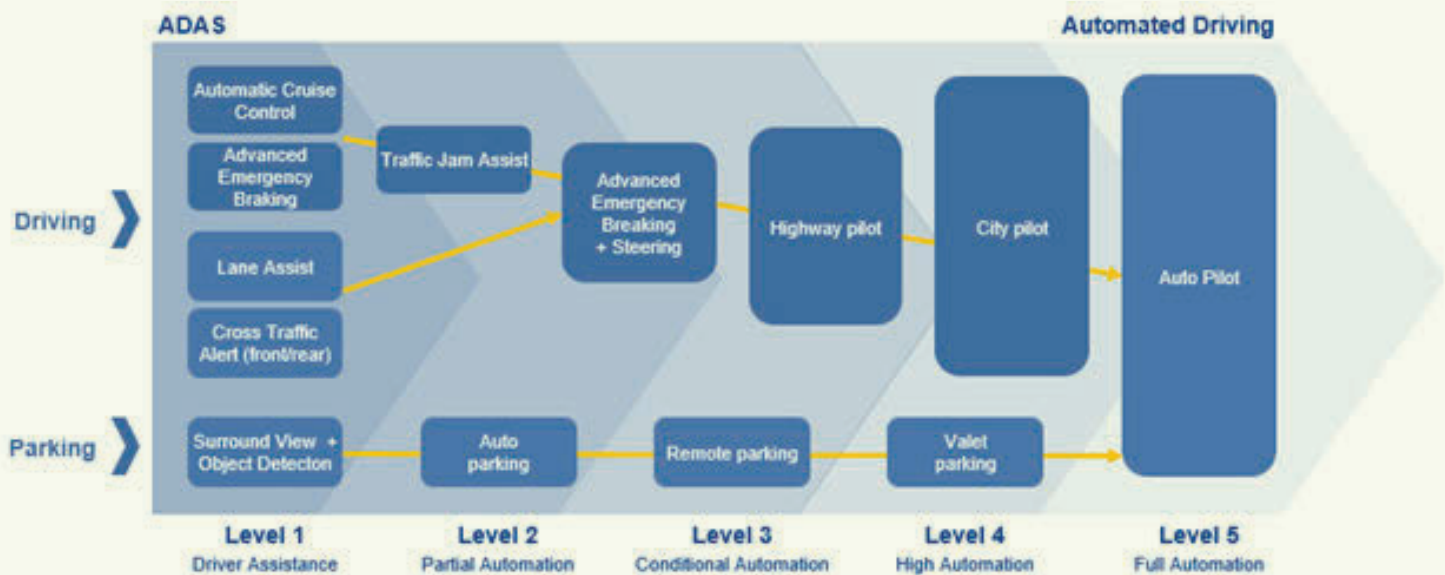 ADAS
Automated Driving
Automatic Cruise
Control
Advanced
Emergency
Braking
Traffic Jam Assist
Advanced
Emergency
Breaking
+ Steering
Highway pilot
City pilot
Auto Pilot
Driving
Lane Assist
Cross Traffic
Alert (front/rear)
Parking
Surround View +
Object Detecton
Auto
parking
Remote parking
Valet
parking
Level 1
Driver Assistance
Level 2
Partial Automation
Level 3
Conditional Automation
Level 4
High Automation
Level 5
Full Automation